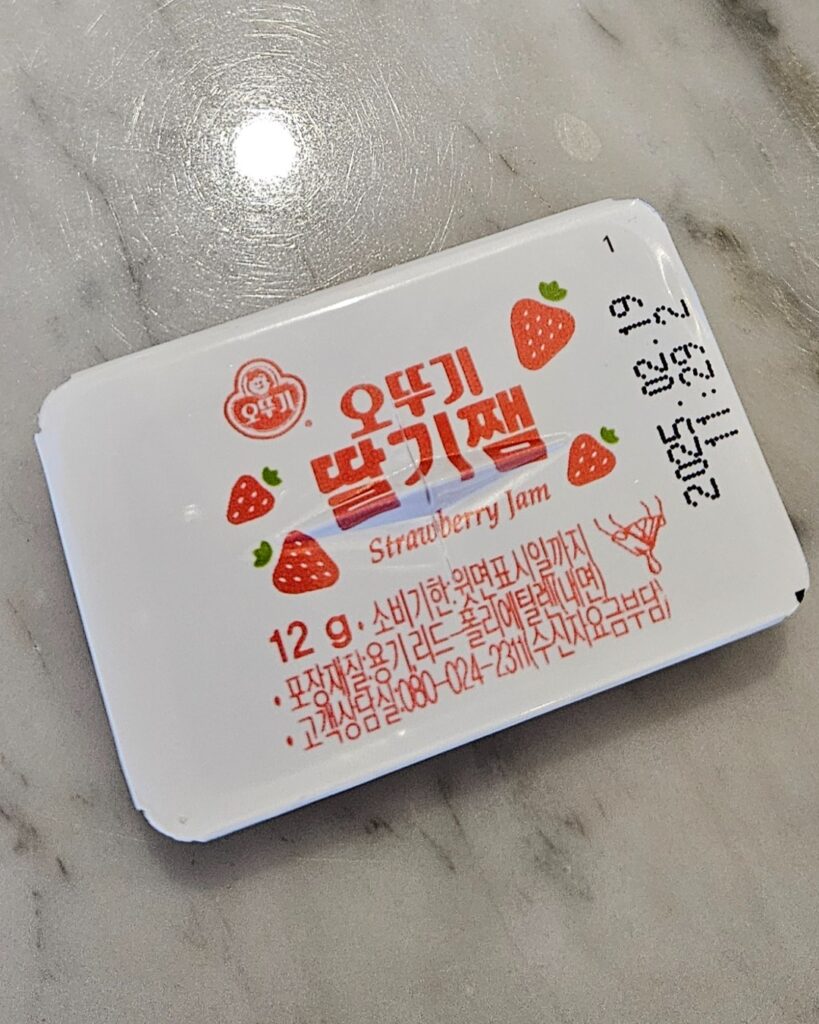 1
오뚜기
오뚜기
딸기쨈
Strawberry Jam
12 g • 소비기한:윗면표시일까지
• 포장재질:용기,리드-폴리에틸렌(내면)
• 고객상담실:080-024-2311(수신자요금부담)
2025.02.19
11:29 2